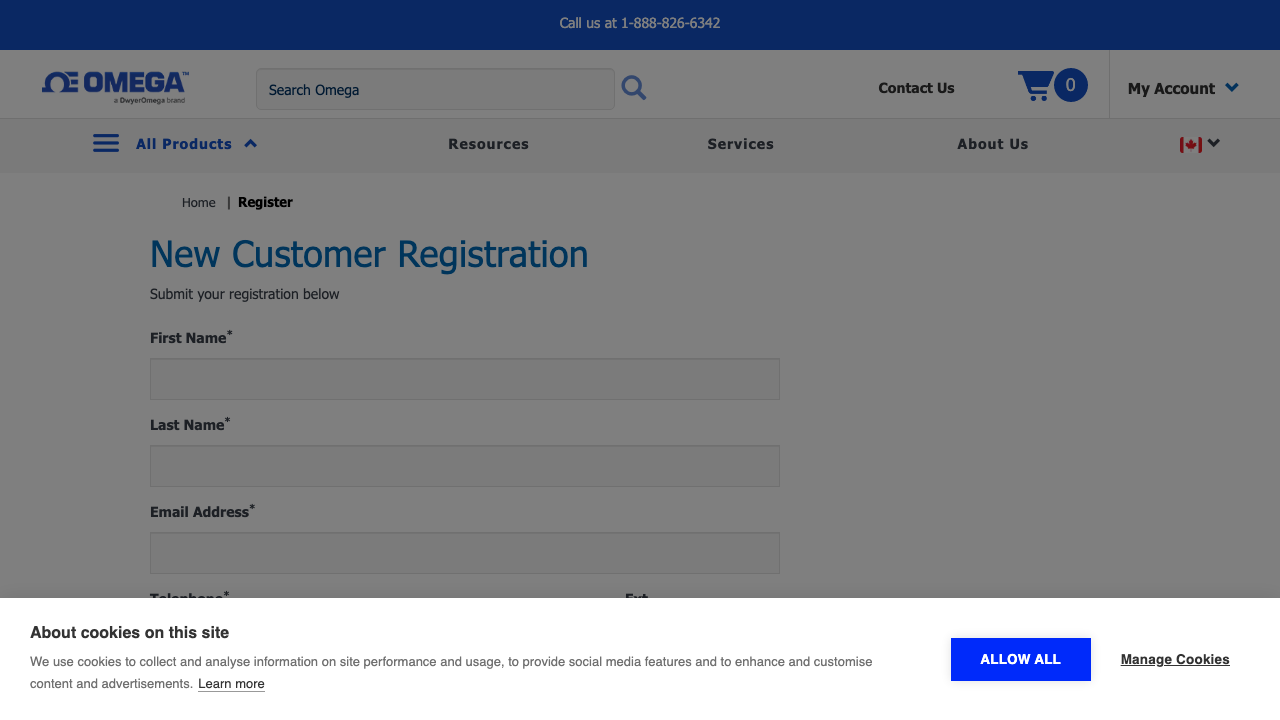 Call us at 1-888-826-6342
OMEGA™
a DwyerOmega brand
Search Omega
Contact Us
0
My Account
All Products
Resources
Services
About Us
Home | Register
New Customer Registration
Submit your registration below
First Name*
Last Name*
Email Address*
Telephone* Ext
About cookies on this site
We use cookies to collect and analyse information on site performance and usage, to provide social media features and to enhance and customise
content and advertisements. Learn more
ALLOW ALL
Manage Cookies